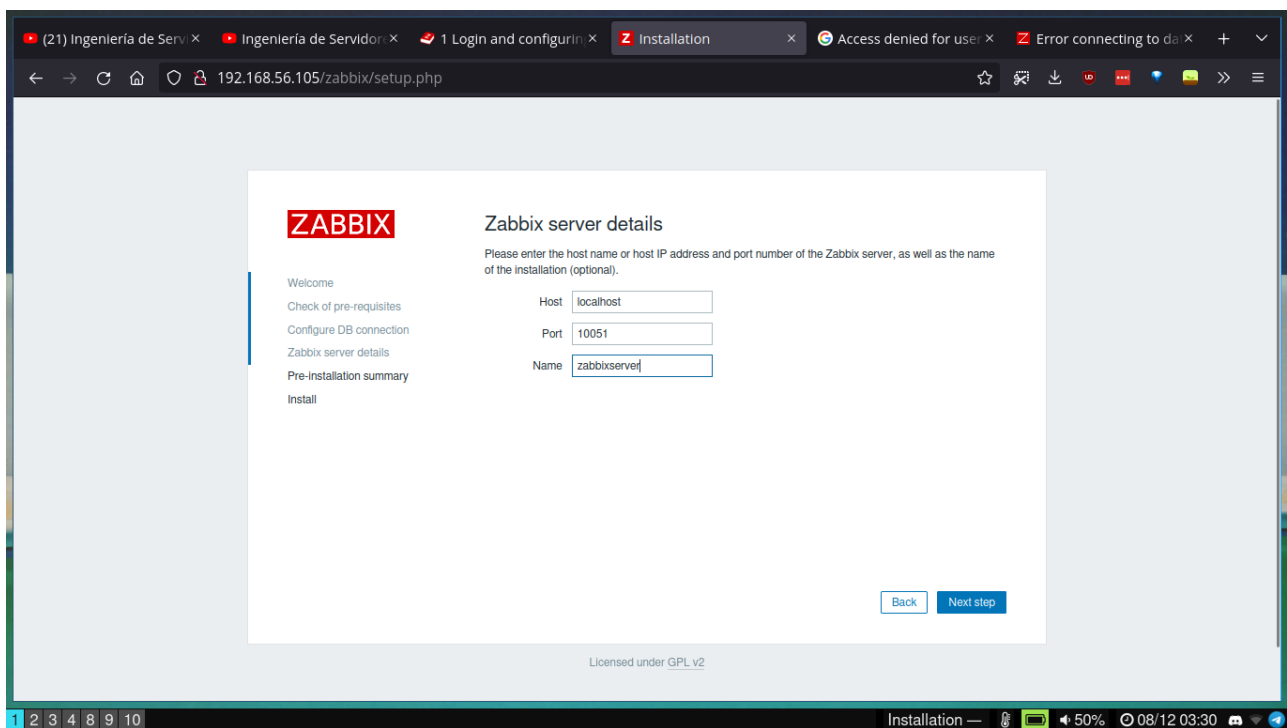 (21) Ingeniería de Servi
Ingeniería de Servidore
1 Login and configurin
Installation
Access denied for user
Error connecting to dat
192.168.56.105/zabbix/setup.php
ZABBIX
Welcome
Check of pre-requisites
Configure DB connection
Zabbix server details
Pre-installation summary
Install
Zabbix server details
Please enter the host name or host IP address and port number of the Zabbix server, as well as the name
of the installation (optional).
Host localhost
Port 10051
Name zabbixserver
Back Next step
Licensed under GPL v2
1 2 3 4 8 9 10
Installation — 50% 08/12 03:30